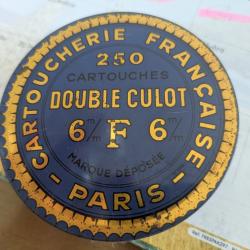 CARTOUCHERIE FRANÇAISE
250
CARTOUCHES
DOUBLE CULOT
6 m/m F 6 m/m
MARQUE DÉPOSÉE
- PARIS -